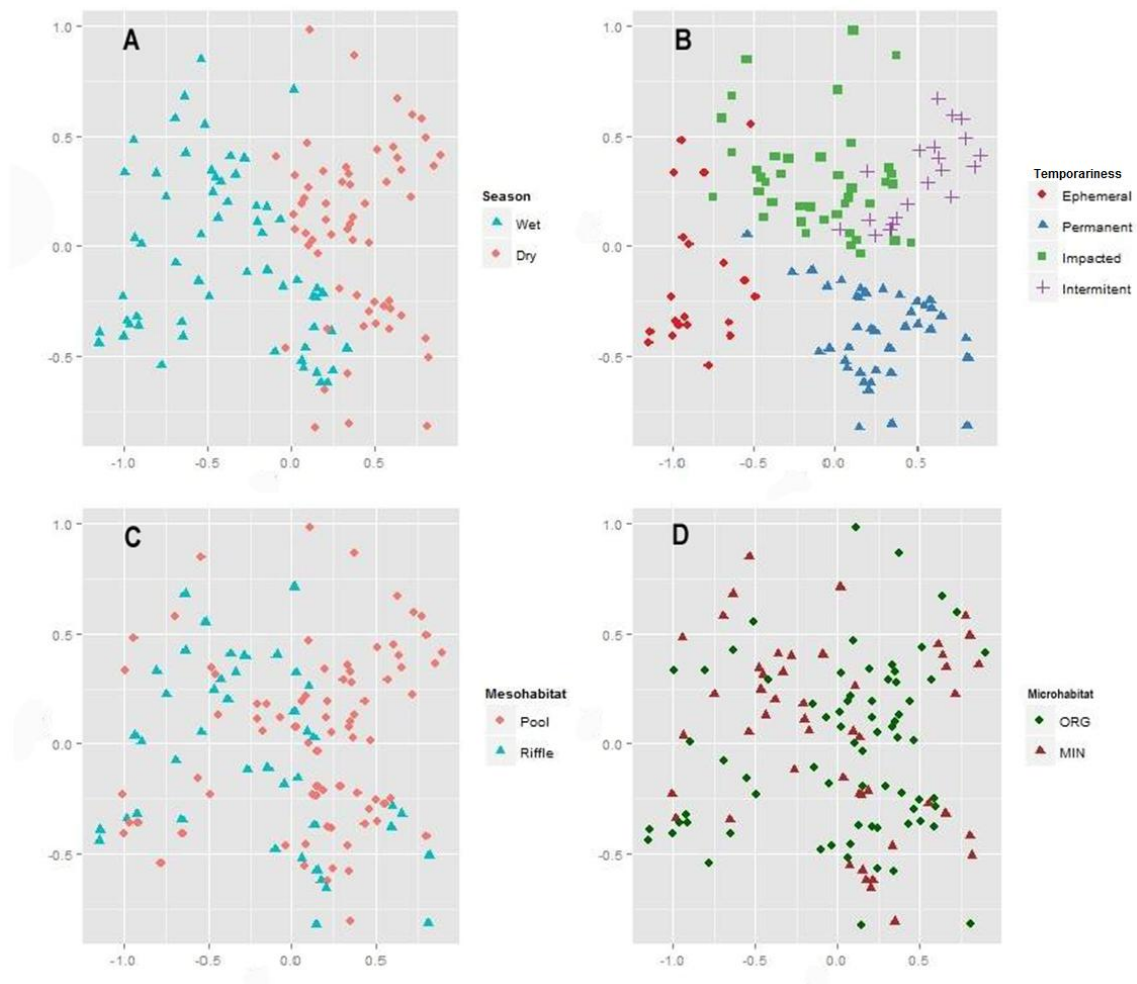 A
1.0
0.5
0.0
-0.5
-1.0
-0.5
0.0
0.5
Season
Wet
Dry
B
1.0
0.5
0.0
-0.5
-1.0
-0.5
0.0
0.5
Temporariness
Ephemeral
Permanent
Impacted
Intermitent
C
1.0
0.5
0.0
-0.5
-1.0
-0.5
0.0
0.5
Mesohabitat
Pool
Riffle
D
1.0
0.5
0.0
-0.5
-1.0
-0.5
0.0
0.5
Microhabitat
ORG
MIN